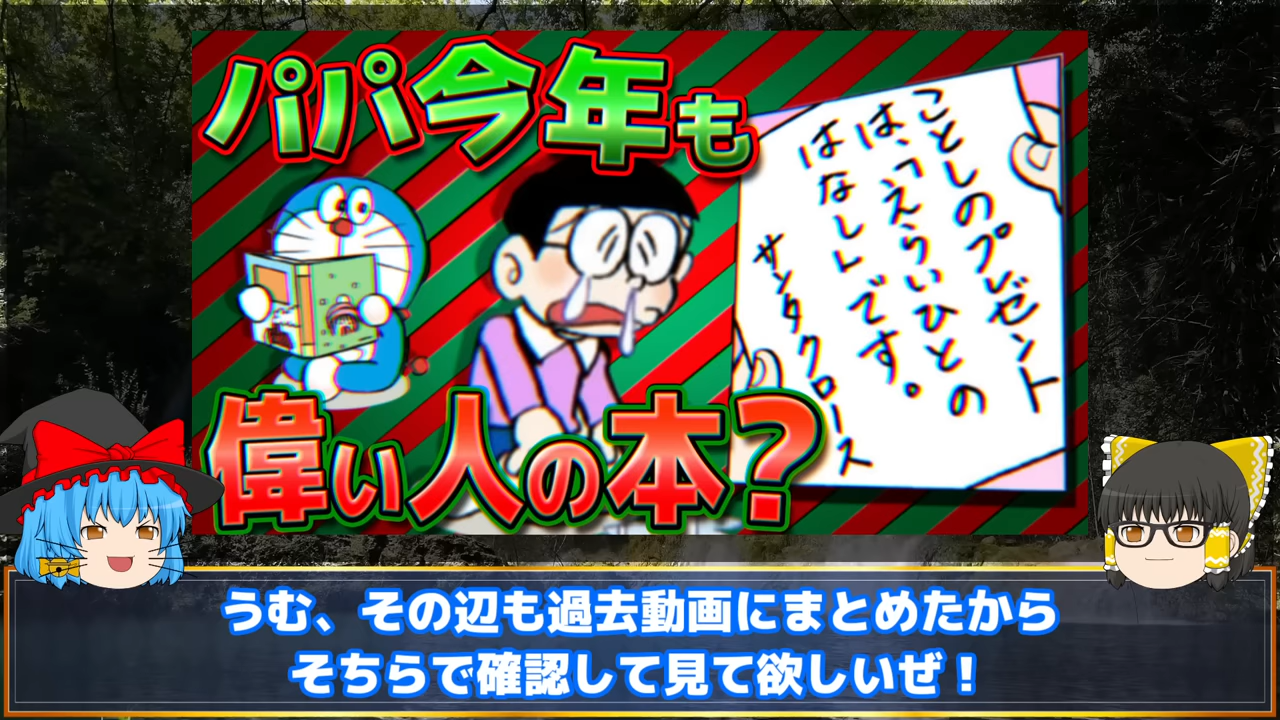 パパ今年も
偉い人の本?
ことしのプレゼント
は、「えらいひとの
はなし」です。
サンタクロース
うむ、その辺も過去動画にまとめたから
そちらで確認して見て欲しいぜ！